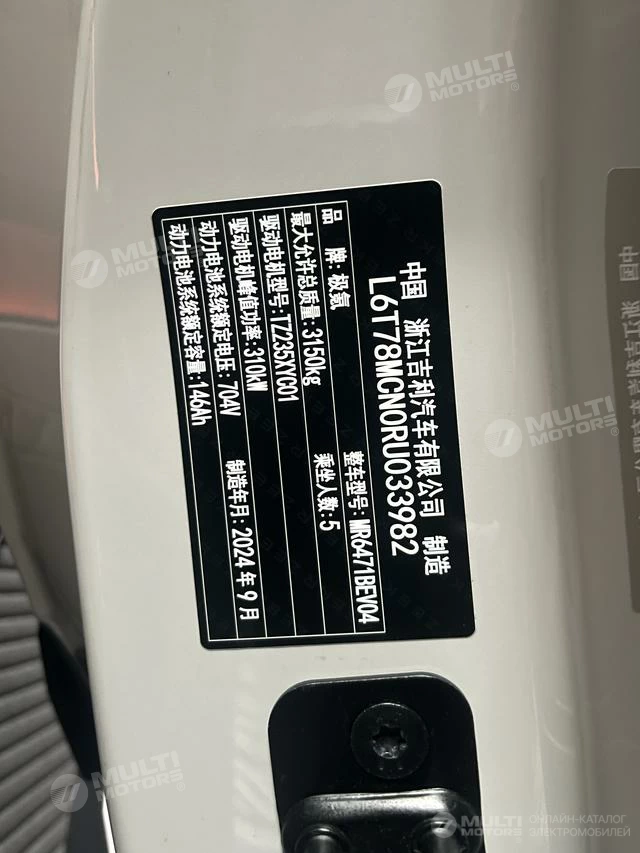 中国 浙江吉利汽车有限公司 制造
L6T78MCN0RU033982
品 牌:极氪 整车型号:MR6471BEV04
最大允许总质量:3150kg 乘坐人数:5
驱动电机型号:TZ235XYC01
驱动电机峰值功率:310kW
动力电池系统额定电压:704V 制造年月:2024年9月
动力电池系统额定容量:146Ah
中国
MULTI MOTORS®
MULTI MOTORS®
MULTI MOTORS®
MULTI MOTORS®
MULTI MOTORS
ОНЛАЙН-КАТАЛОГ
ЭЛЕКТРОМОБИЛЕЙ